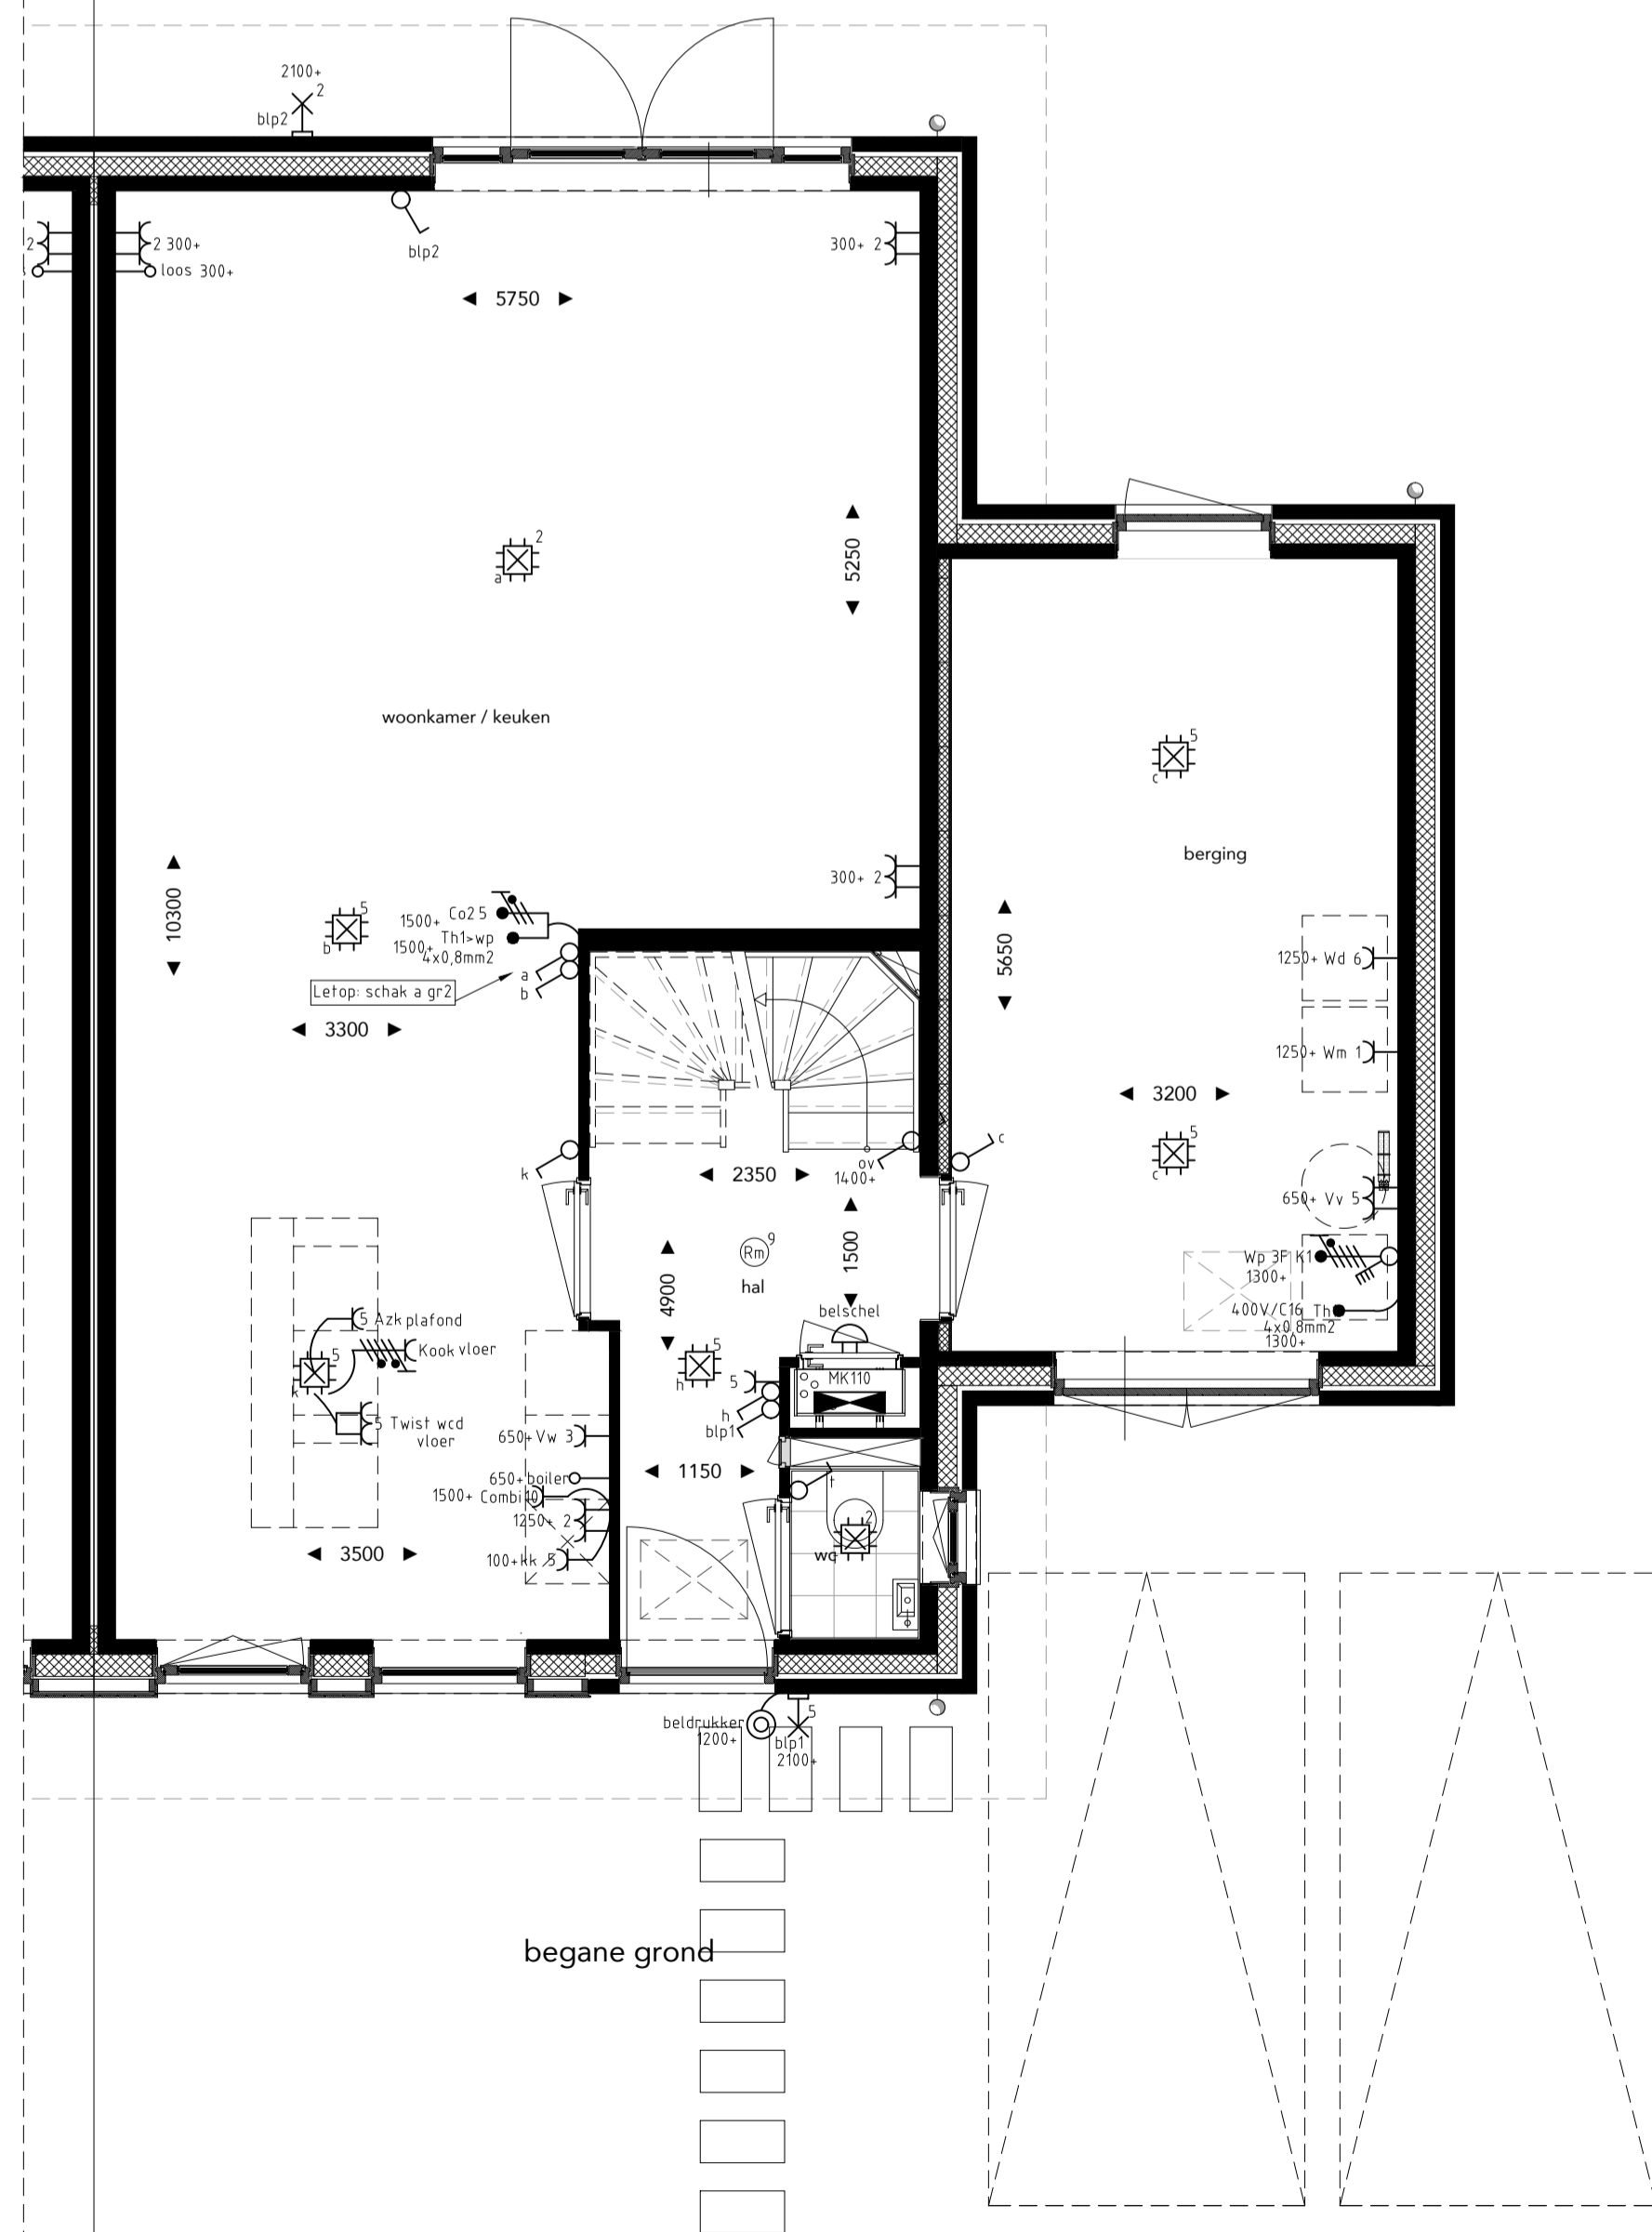 2100+
2
blp2
2
2 300+
loos 300+
blp2
300+ 2
5750
2
a
5250
woonkamer / keuken
5
c
berging
300+ 2
10300
5
b
1500+ Co2 5
1500+ Th1>wp
4x0,8mm2
a
b
Letop: schak a gr2
3300
5650
1250+ Wd 6
1250+ Wm 1
3200
5
c
c
k
2350
ov
1400+
650+ Vv 5
4900
Rm 9
hal
1500
Wp 3F K1
1300+
400V/C16 Th
4x0,8mm2
1300+
belschel
5 Azk plafond
Kook vloer
5
k
5
h
5
MK110
h
blp1
5 Twist wcd
vloer
650+ Vw 3
650+ boiler
1500+ Combi 10
1250+ 2
100+ kk 5
1150
t
2
wc
3500
beldrukker
1200+
5
blp1
2100+
begane grond